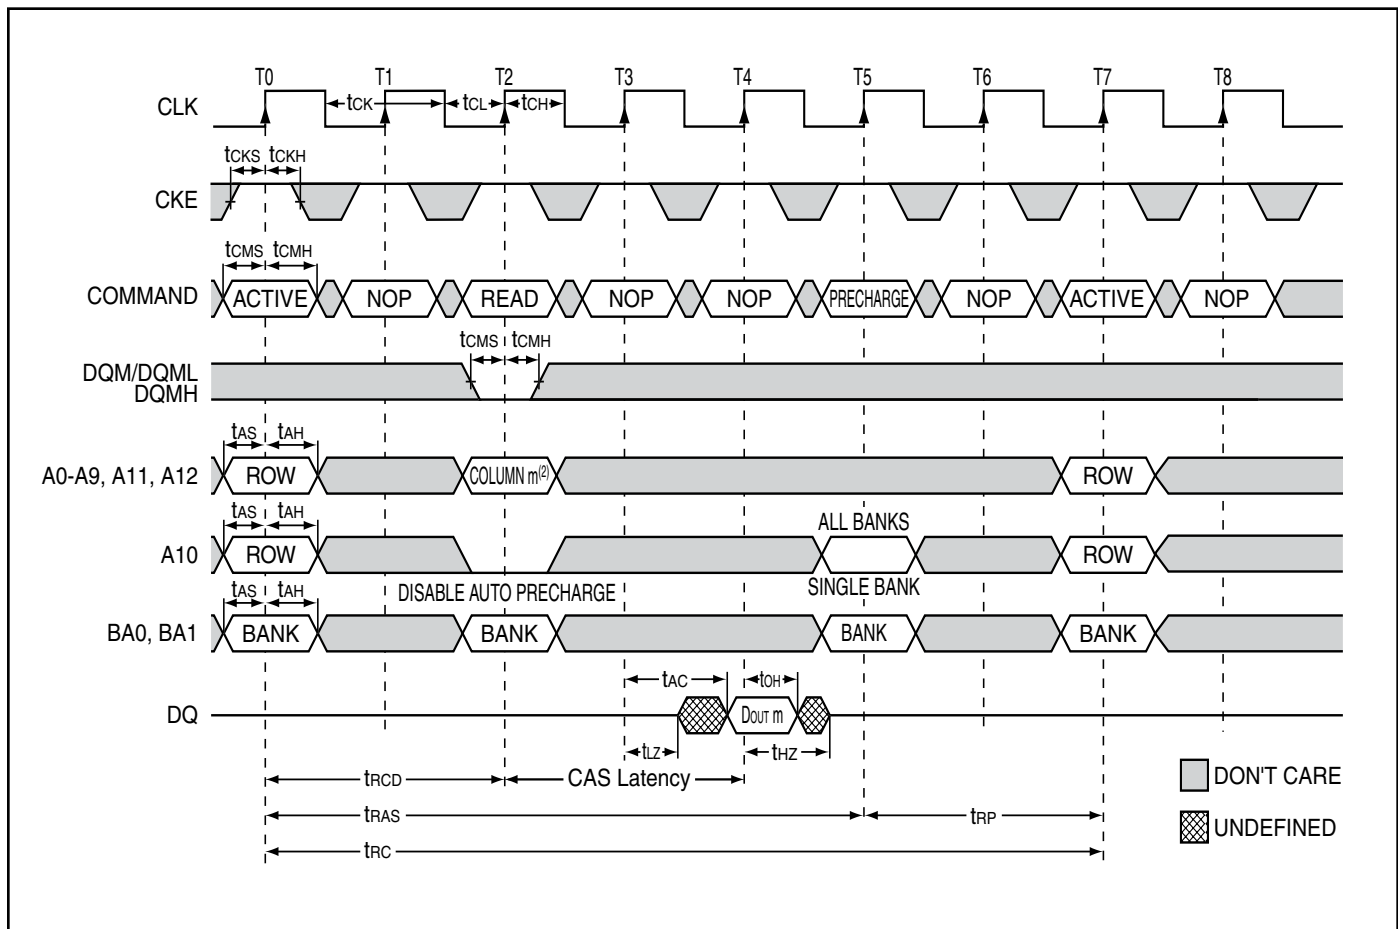 T0 T1 T2 T3 T4 T5 T6 T7 T8
CLK tCK tCL tCH
tCKS tCKH
CKE
tCMS tCMH
COMMAND ACTIVE NOP READ NOP NOP PRECHARGE NOP ACTIVE NOP
tCMS tCMH
DQM/DQML
DQMH
tAS tAH
A0-A9, A11, A12 ROW COLUMN m(2) ROW
tAS tAH ALL BANKS
A10 ROW ROW
DISABLE AUTO PRECHARGE SINGLE BANK
tAS tAH
BA0, BA1 BANK BANK BANK BANK
tAC tOH
DQ DOUT m
tLZ tHZ
tRCD CAS Latency DON'T CARE
tRAS tRP UNDEFINED
tRC